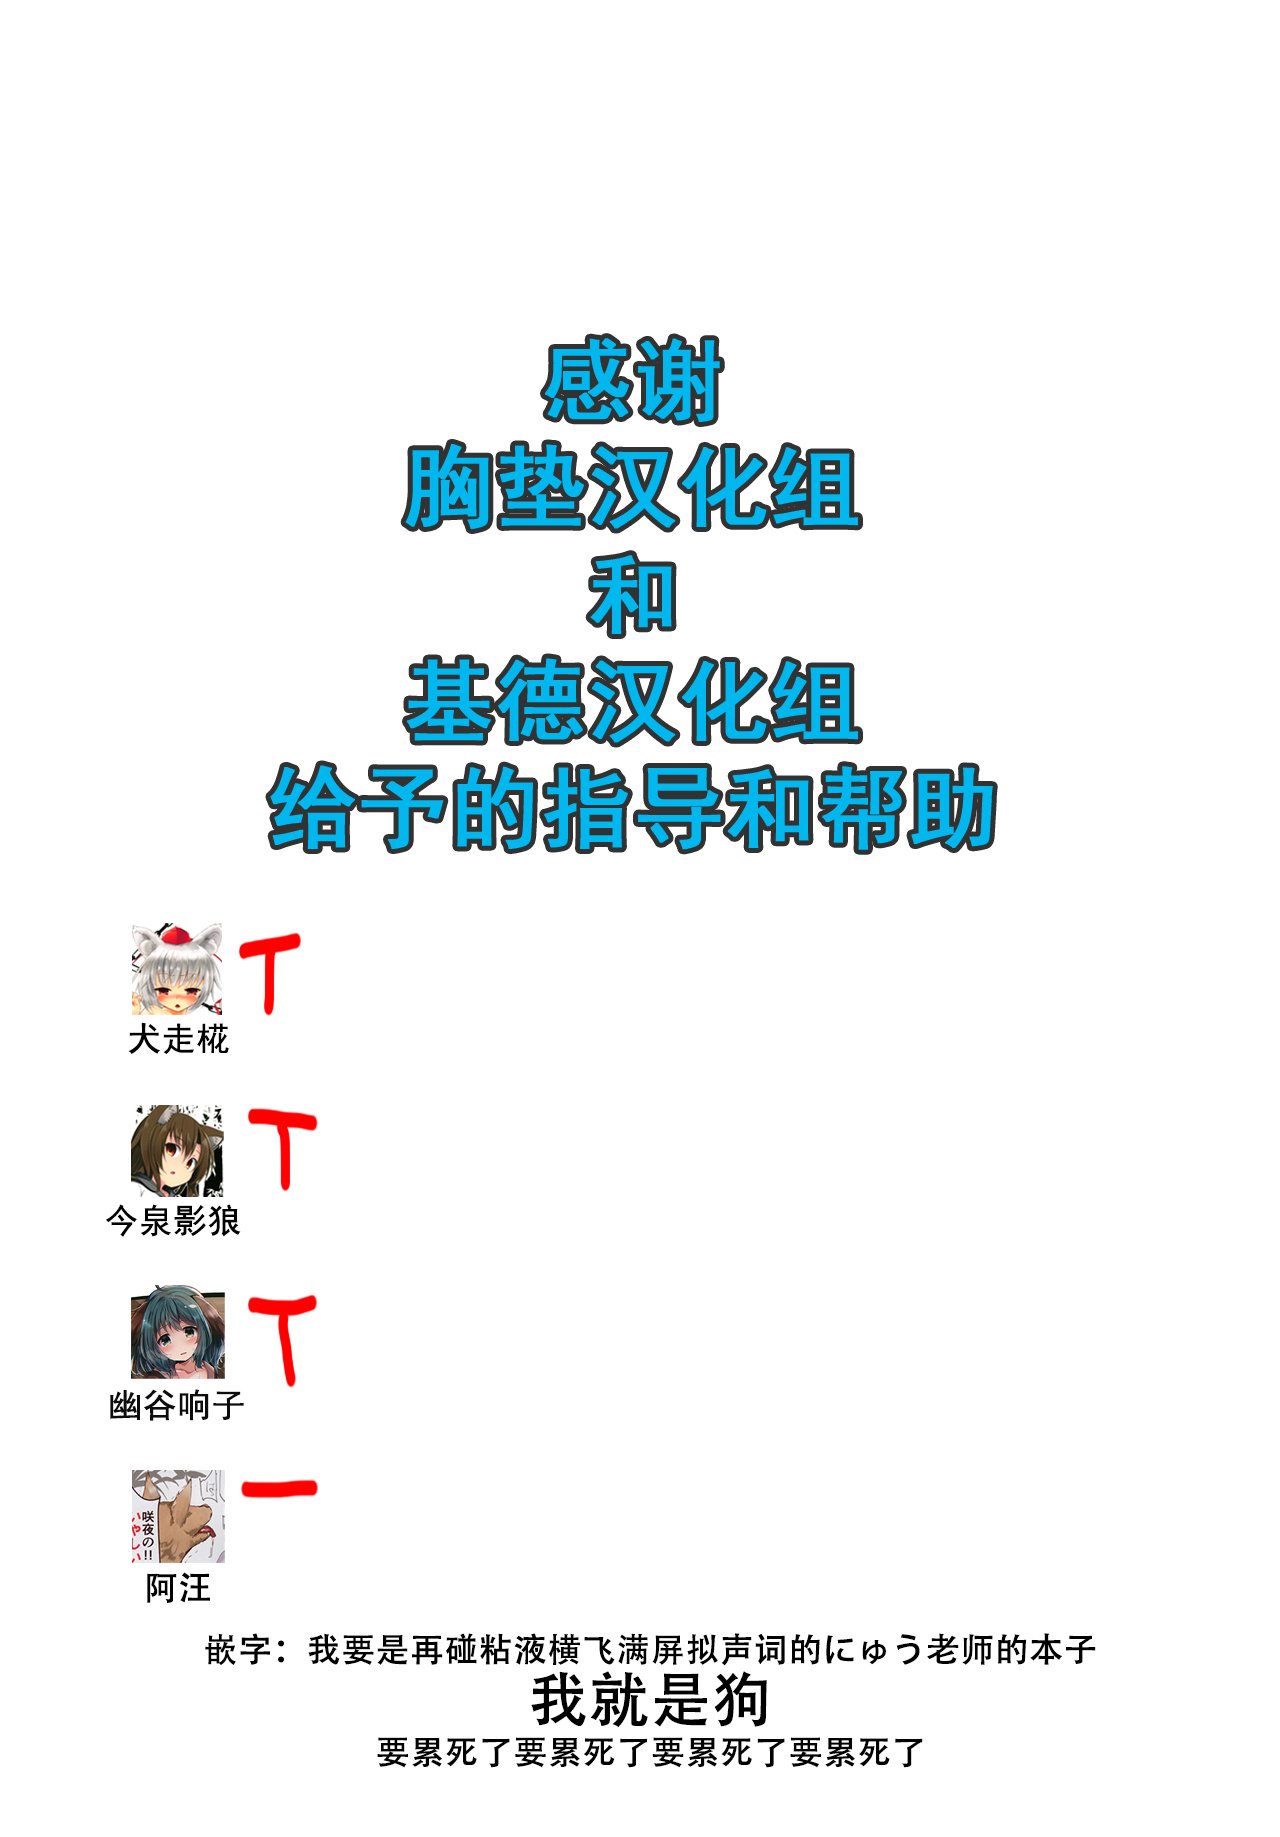 感谢
胸垫汉化组
和
基德汉化组
给予的指导和帮助
犬走椛
今泉影狼
幽谷响子
咲夜の!!
いやしい
阿汪
嵌字：我要是再碰粘液横飞满屏拟声词的にゅう老师的本子
我就是狗
要累死了要累死了要累死了要累死了